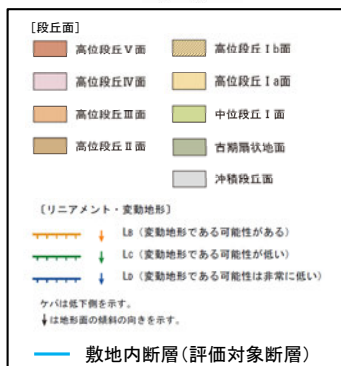 [段丘面]
高位段丘Ⅴ面
高位段丘Ⅰb面
高位段丘Ⅳ面
高位段丘Ⅰa面
高位段丘Ⅲ面
中位段丘Ⅰ面
高位段丘Ⅱ面
古期扇状地面
沖積段丘面
〔リニアメント・変動地形〕
LB（変動地形である可能性がある）
LC（変動地形である可能性が低い）
LD（変動地形である可能性は非常に低い）
ケバは低下側を示す。
↓は地形面の傾斜の向きを示す。
敷地内断層（評価対象断層）